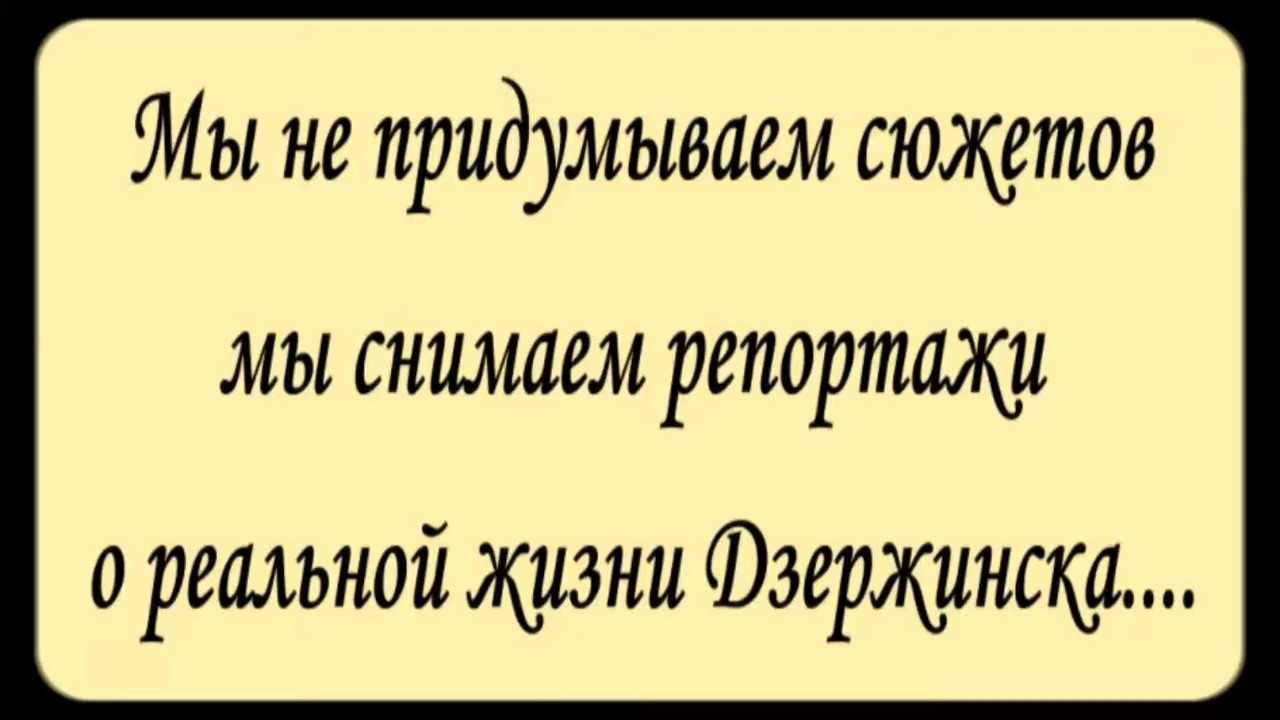 Мы не придумываем сюжетов
мы снимаем репортажи
о реальной жизни Дзержинска....